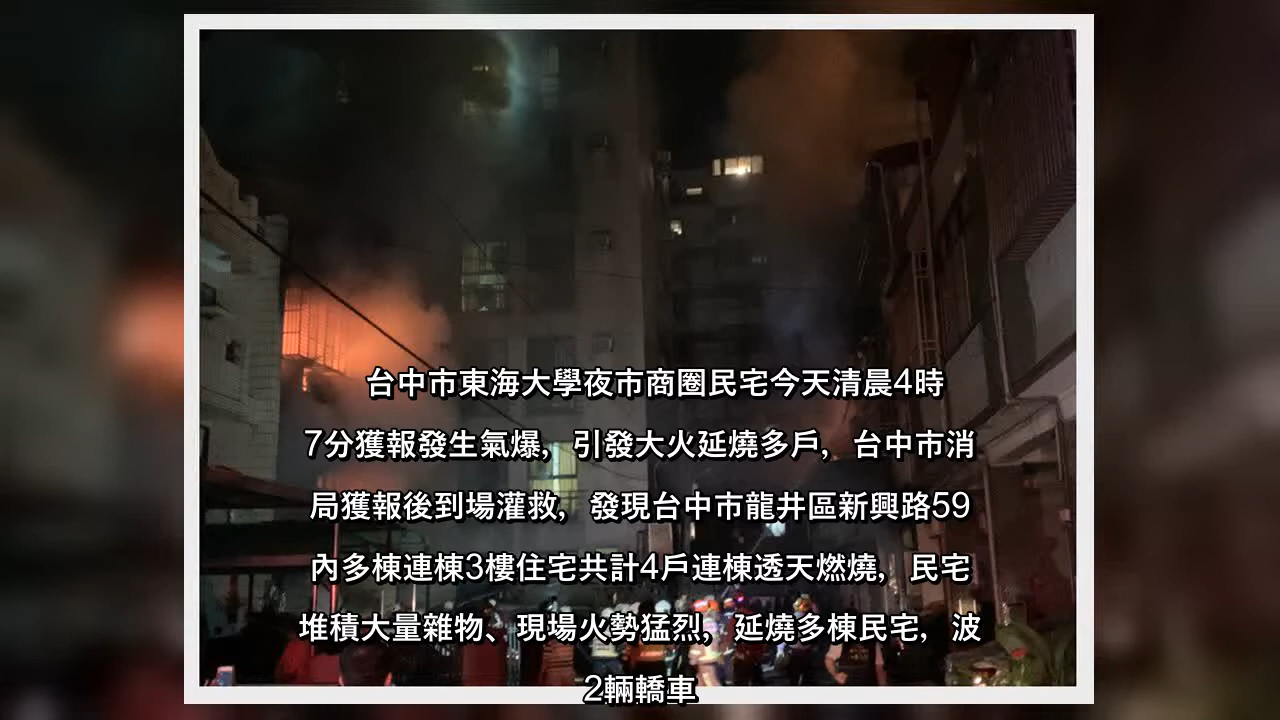 台中市東海大學夜市商圈民宅今天清晨4時
7分獲報發生氣爆，引發大火延燒多戶，台中市消
局獲報後到場灌救，發現台中市龍井區新興路59
內多棟連棟3樓住宅共計4戶連棟透天燃燒，民宅
堆積大量雜物、現場火勢猛烈，延燒多棟民宅，波
2輛轎車